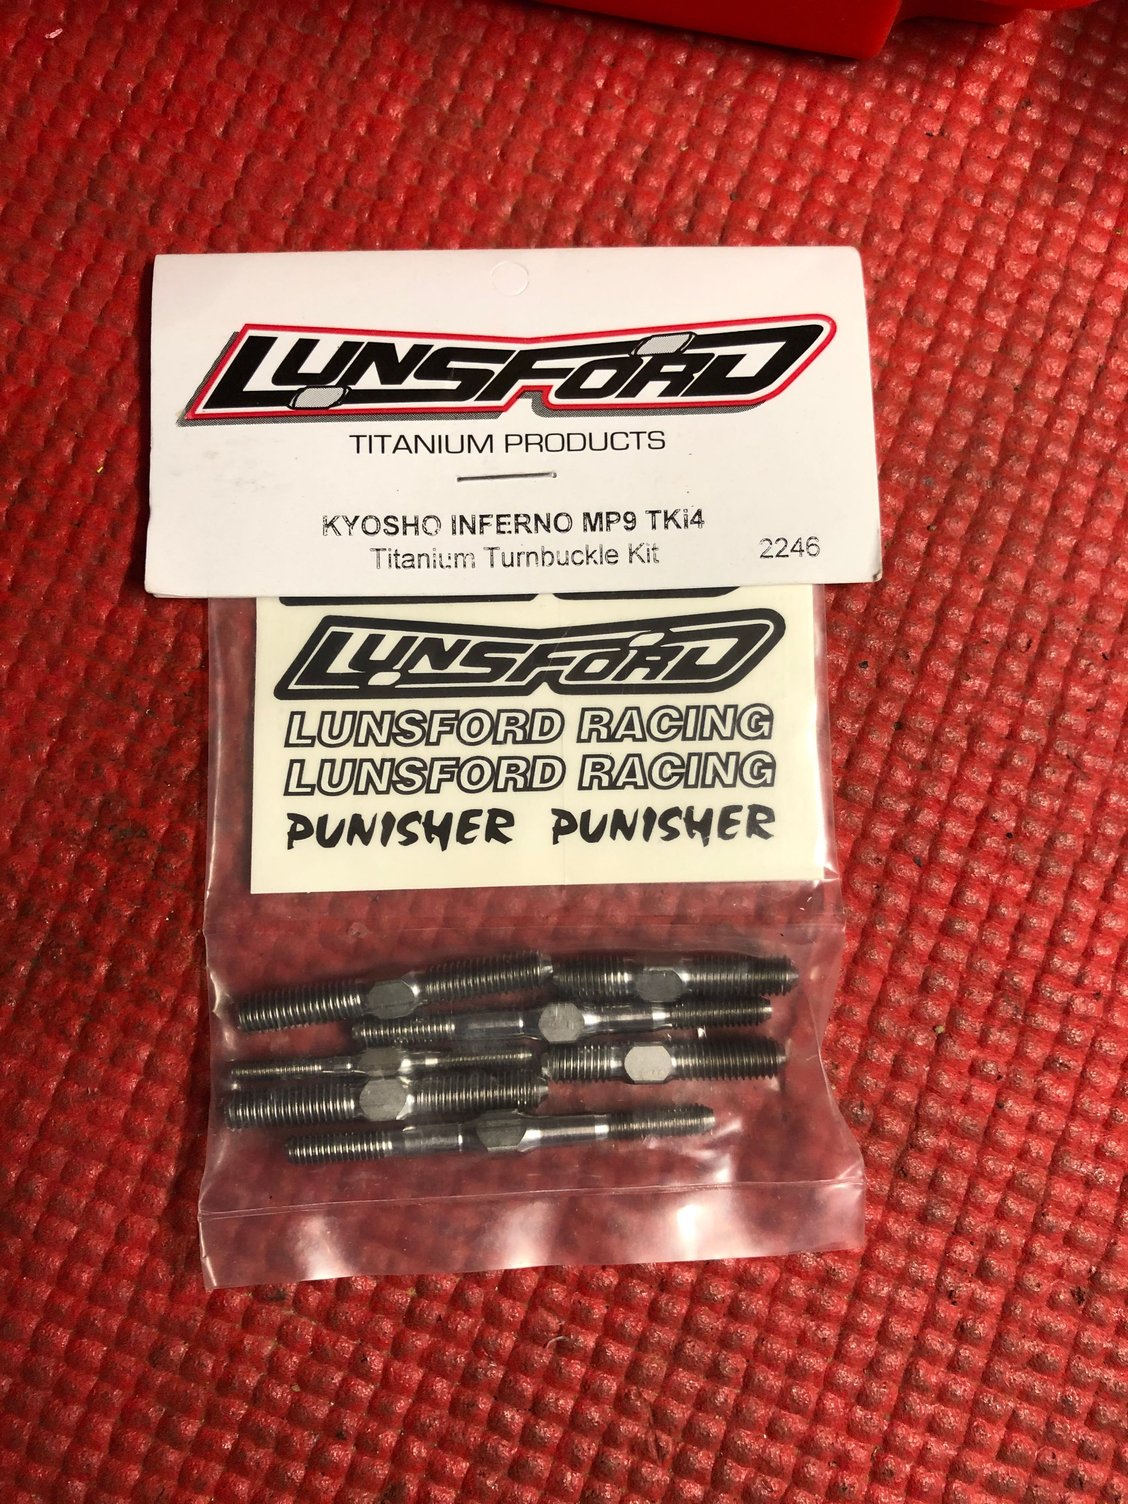 LUNSFORD
TITANIUM PRODUCTS
KYOSHO INFERNO MP9 TKi4
Titanium Turnbuckle Kit 2246
LUNSFORD
LUNSFORD RACING
LUNSFORD RACING
PUNISHER PUNISHER